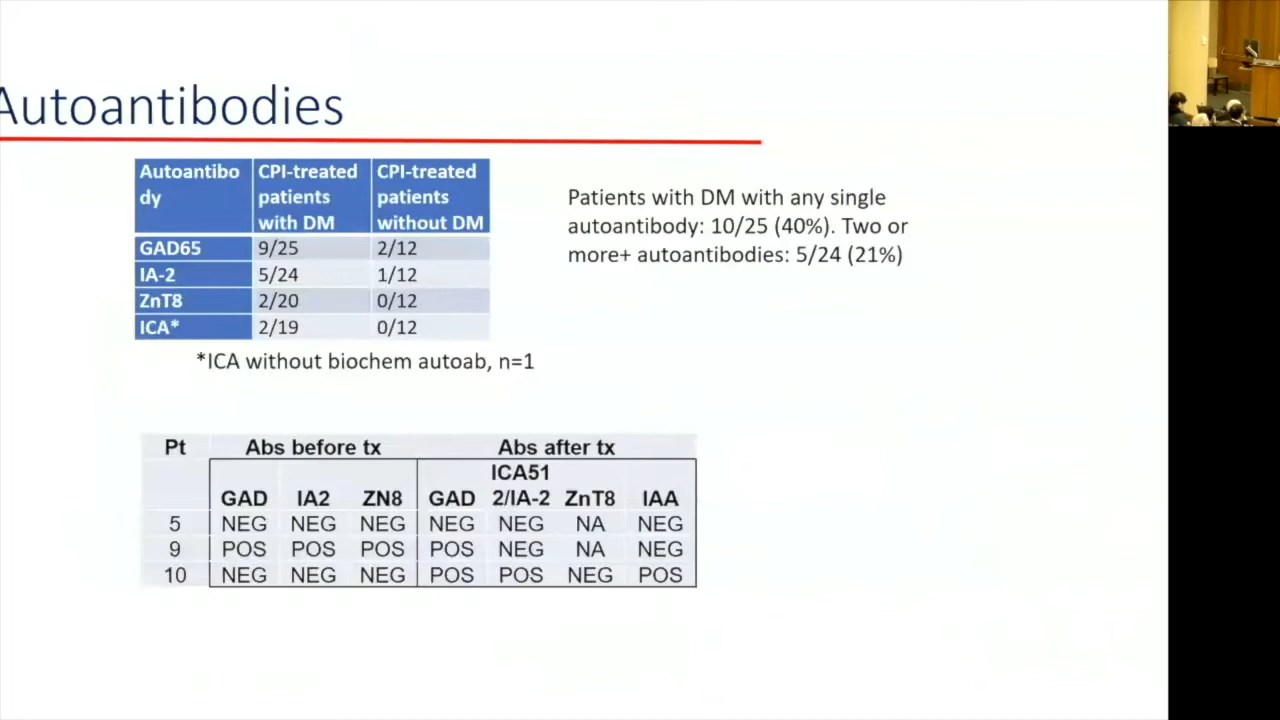 Autoantibodies
Autoantibo
dy
CPI-treated
patients
with DM
CPI-treated
patients
without DM
GAD65 9/25 2/12
IA-2 5/24 1/12
ZnT8 2/20 0/12
ICA* 2/19 0/12
*ICA without biochem autoab, n=1
Patients with DM with any single
autoantibody: 10/25 (40%). Two or
more+ autoantibodies: 5/24 (21%)
Pt Abs before tx Abs after tx
ICA51
GAD IA2 ZN8 GAD 2/IA-2 ZnT8 IAA
5 NEG NEG NEG NEG NEG NA NEG
9 POS POS POS POS NEG NA NEG
10 NEG NEG NEG POS POS NEG POS